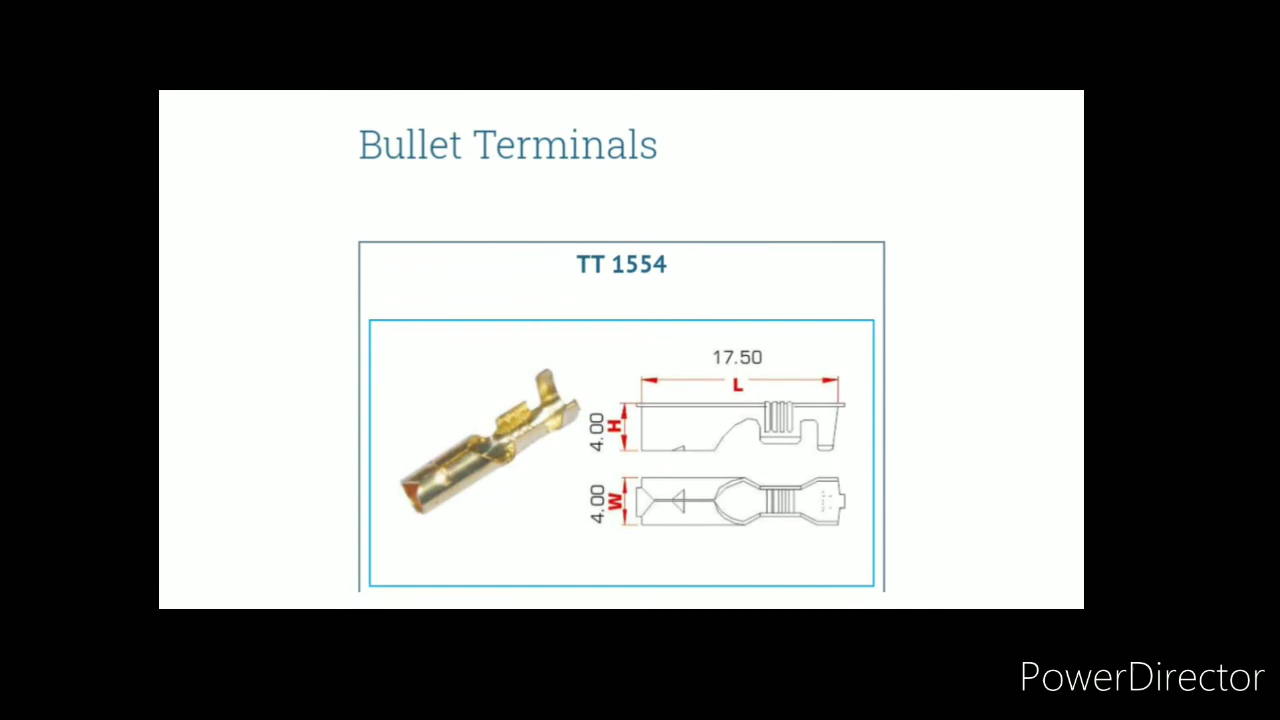 Bullet Terminals
TT 1554
17.50
L
4.00
H
4.00
W
PowerDirector